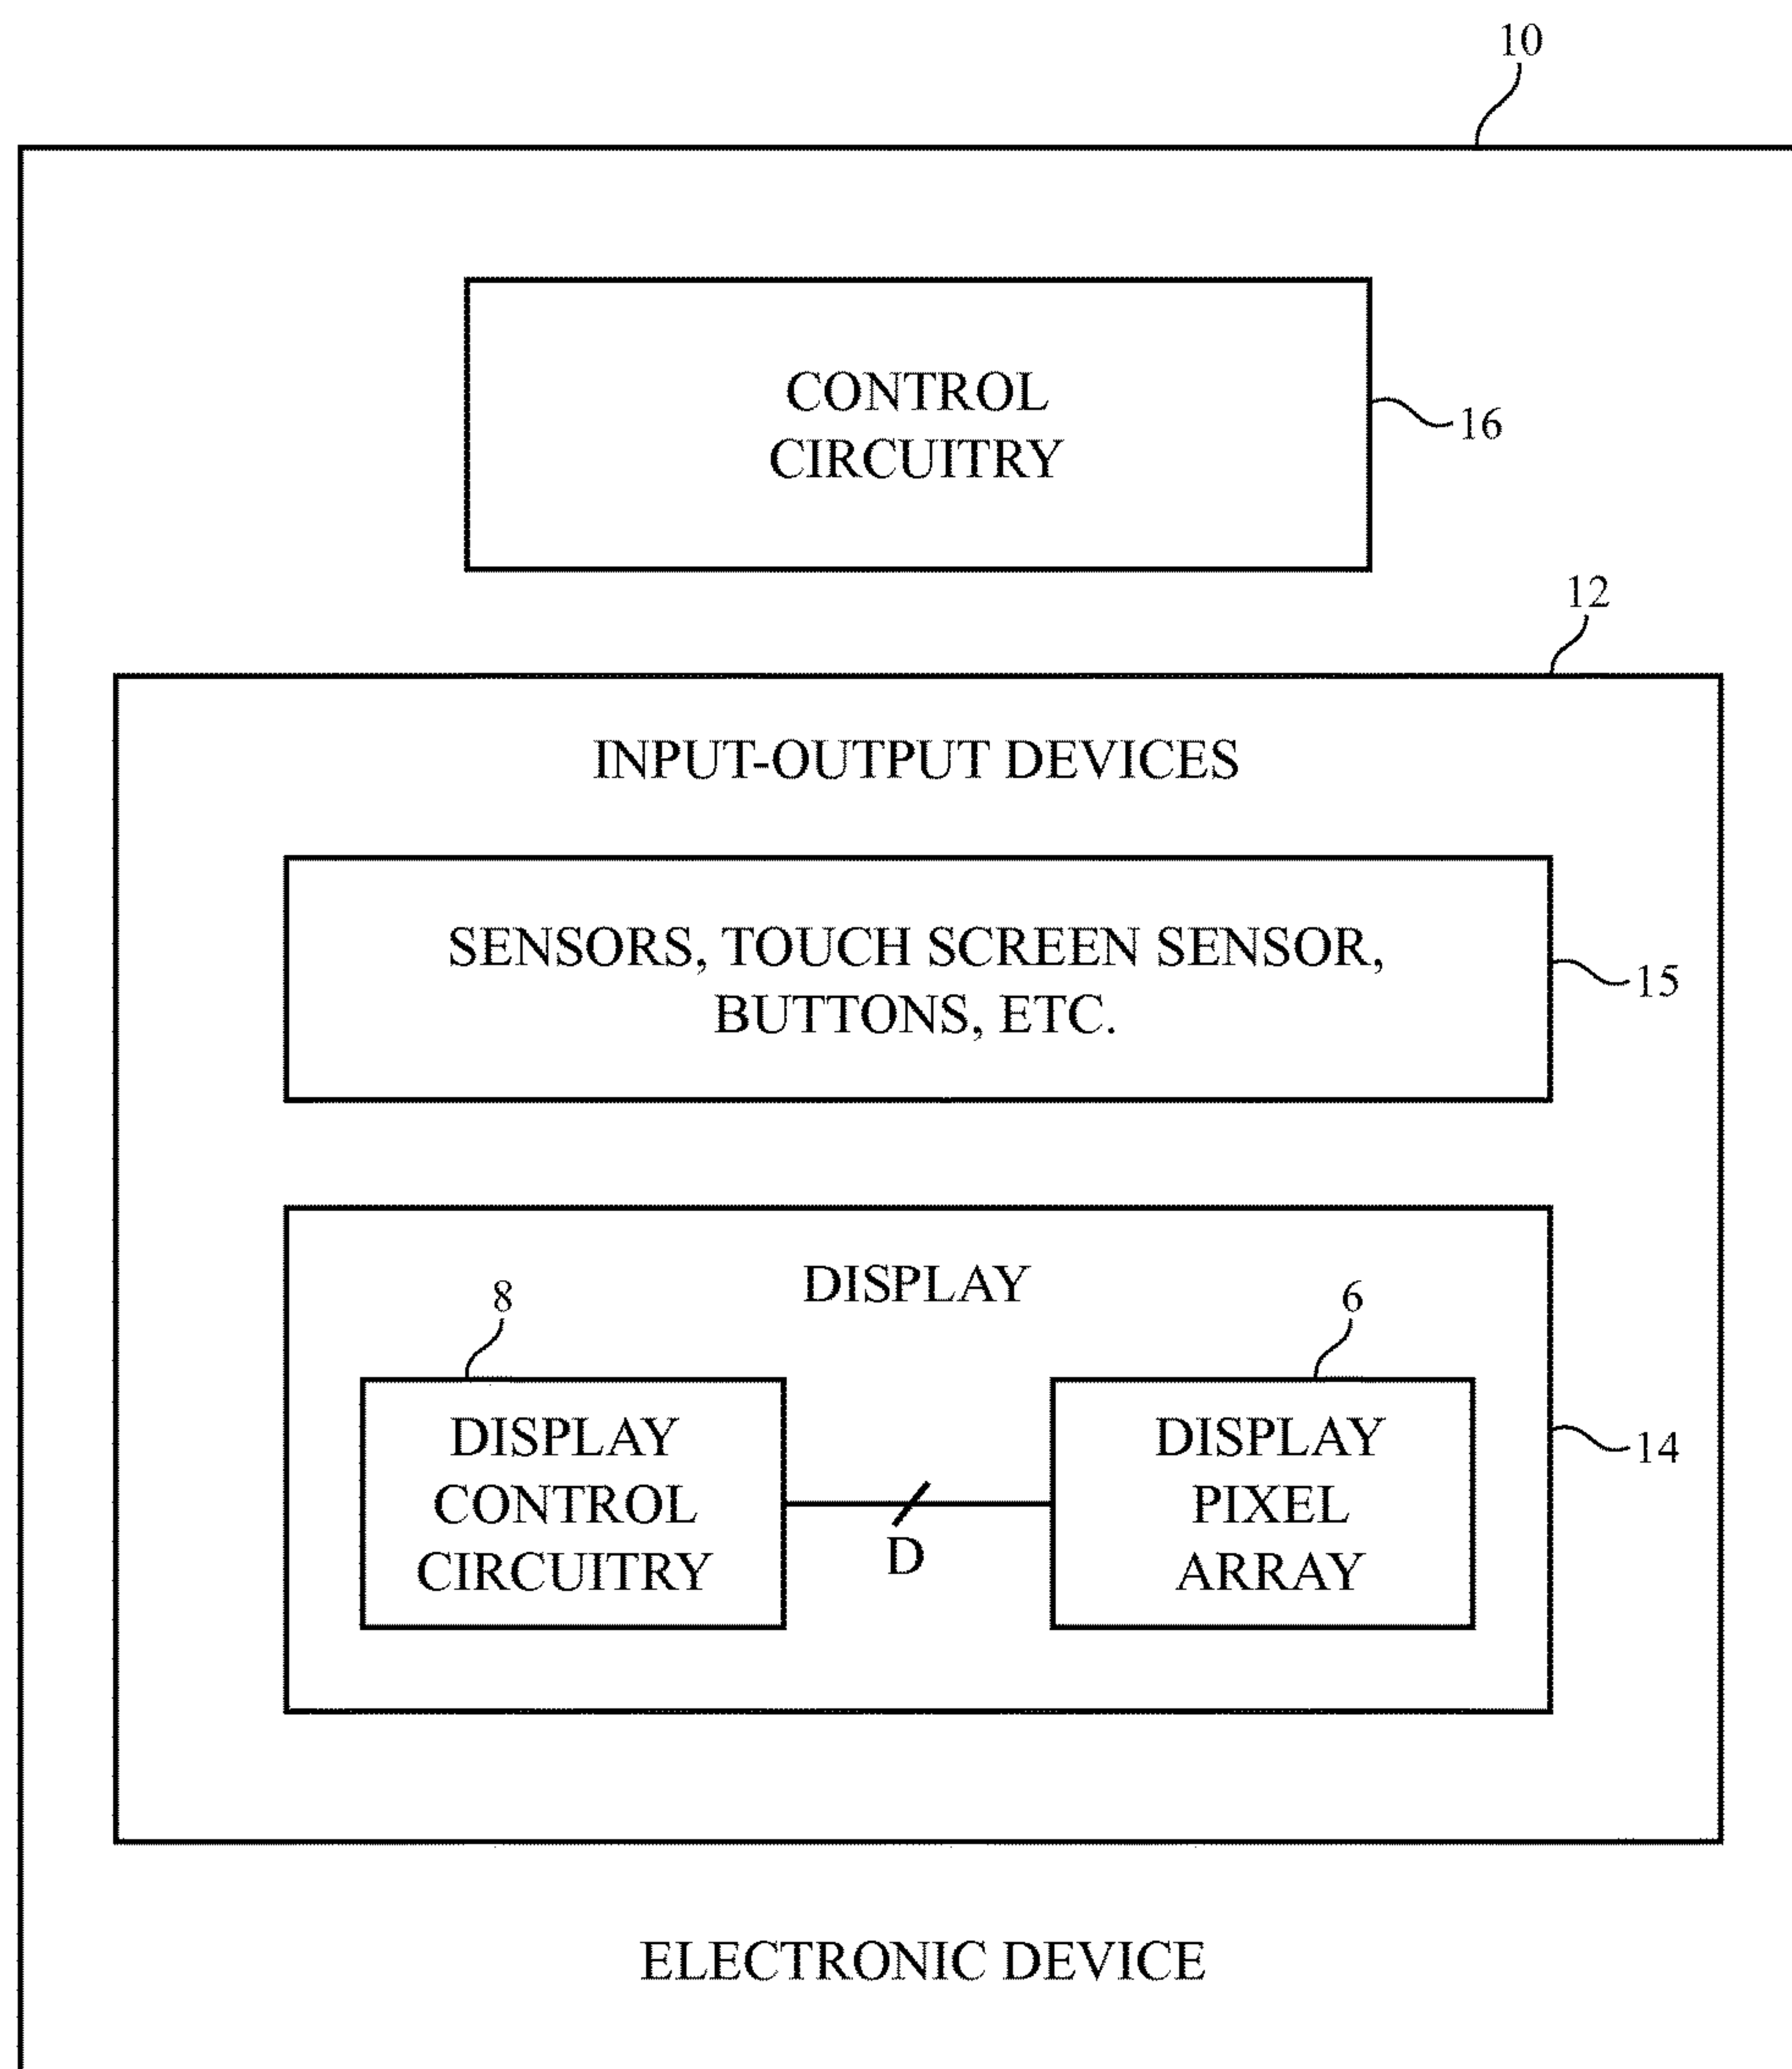 10
CONTROL
CIRCUITRY
16
12
INPUT-OUTPUT DEVICES
SENSORS, TOUCH SCREEN SENSOR,
BUTTONS, ETC.
15
DISPLAY
8
6
DISPLAY
CONTROL
CIRCUITRY
D
DISPLAY
PIXEL
ARRAY
14
ELECTRONIC DEVICE